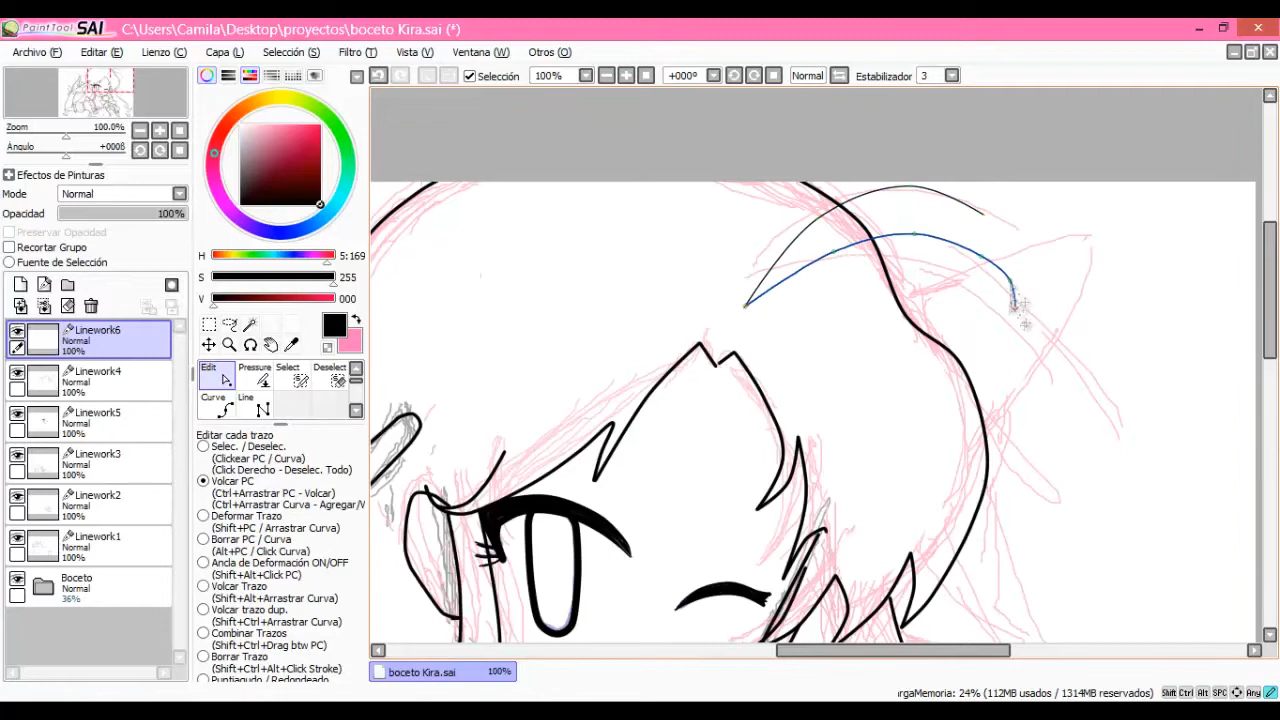 PaintTool SAI C:\Users\Camila\Desktop\proyectos\boceto Kira.sai (*)
Archivo (F) Editar (E) Lienzo (C) Capa (L) Selección (S) Filtro (T) Vista (V) Ventana (W) Otros (O)
Selección 100% +000º Normal Estabilizador 3
Zoom 100.0%
Ángulo +000ß
Efectos de Pinturas
Mode Normal
Opacidad 100%
Preservar Opacidad
Recortar Grupo
Fuente de Selección
Linework6
Normal
100%
Linework4
Normal
100%
Linework5
Normal
100%
Linework3
Normal
100%
Linework2
Normal
100%
Linework1
Normal
100%
Boceto
Normal
36%
H 5:169
S 255
V 000
Edit Pressure Select Deselect
Curve Line
Editar cada trazo
Selec. / Deselec.
(Clickear PC / Curva)
(Click Derecho - Deselec. Todo)
Volcar PC
(Ctrl+Arrastrar PC - Volcar)
(Ctrl+Arrastrar Curva - Agregar/V
Deformar Trazo
(Shift+PC / Arrastrar Curva)
Borrar PC / Curva
(Alt+PC / Click Curva)
Ancla de Deformación ON/OFF
(Shift+Alt+Click PC)
Volcar Trazo
(Shift+Alt+Arrastrar Curva)
Volcar trazo dup.
(Shift+Ctrl+Arrastrar Curva)
Combinar Trazos
(Shift+Ctrl+Drag btw PC)
Borrar Trazo
(Shift+Ctrl+Alt+Click Stroke)
Puntiagudo / Redondeado
boceto Kira.sai 100%
argaMemoria: 24% (112MB usados / 1314MB reservados)
Shift Ctrl Alt SPC Any